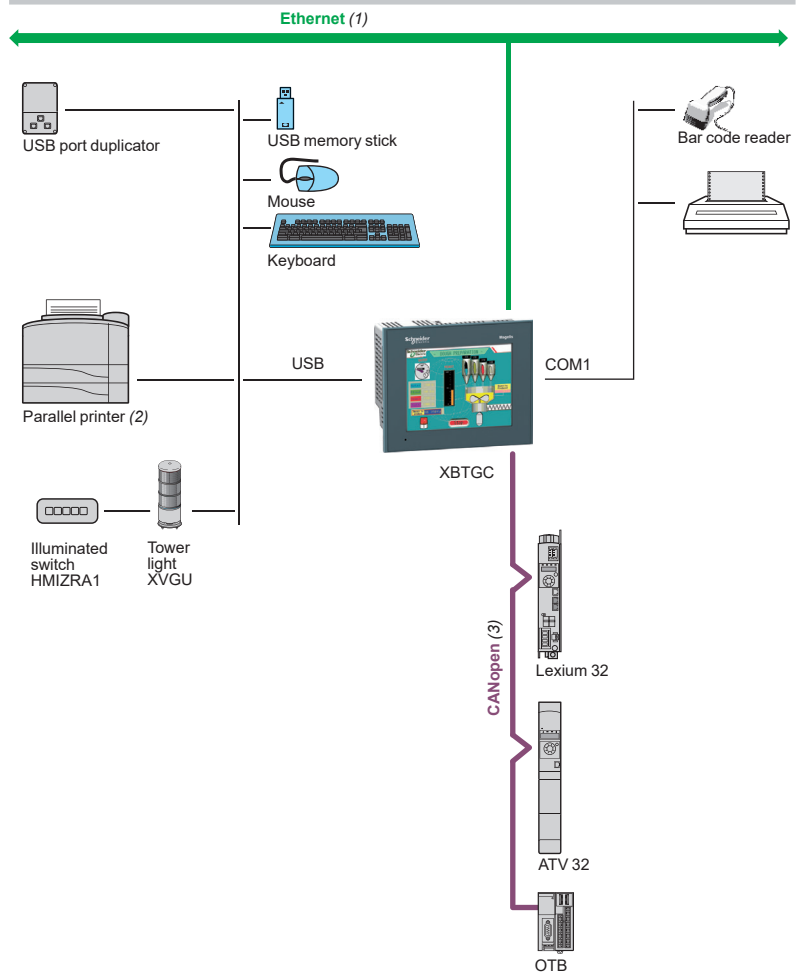 Ethernet (1)
USB port duplicator
USB memory stick
Bar code reader
Mouse
Keyboard
Schneider
Magelis
USB
COM1
Parallel printer (2)
XBTGC
Illuminated
switch
HMIZRA1
Tower
light
XVGU
CANopen (3)
Lexium 32
ATV 32
OTB